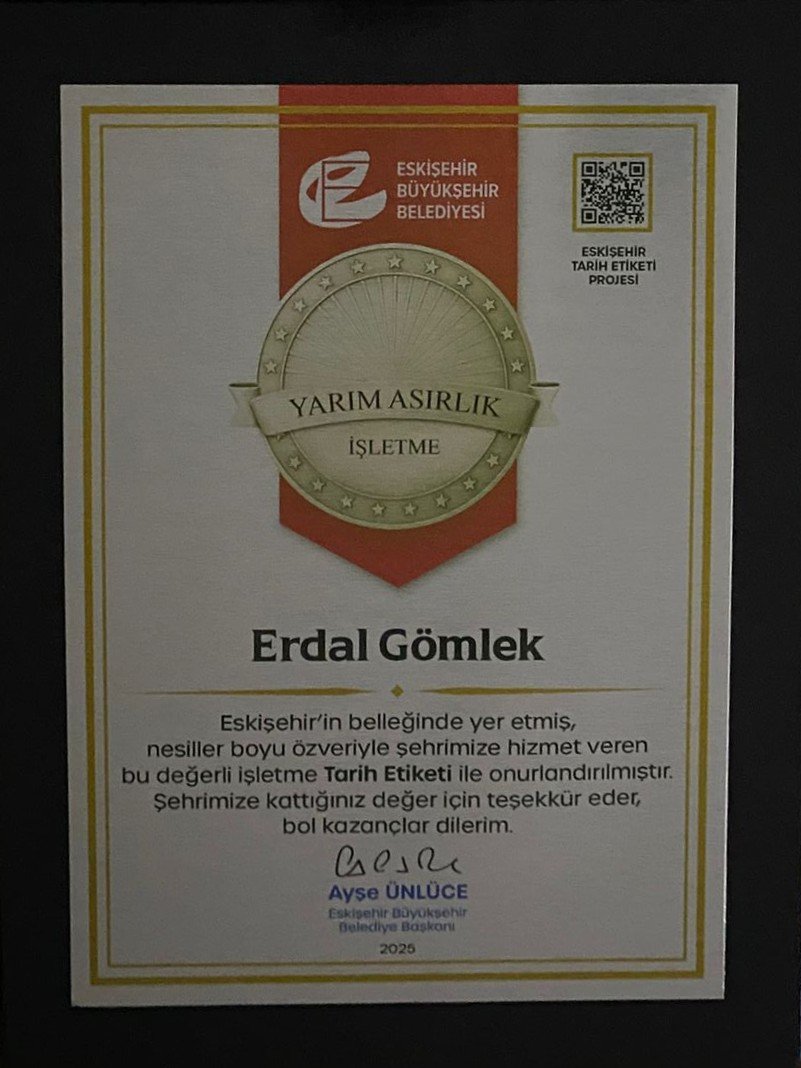 ESKİŞEHİR
BÜYÜKŞEHİR
BELEDİYESİ
ESKİŞEHİR
TARİH ETİKETİ
PROJESİ
YARIM ASIRLIK
İŞLETME
Erdal Gömlek
Eskişehir’in belleğinde yer etmiş,
nesiller boyu özveriyle şehrimize hizmet veren
bu değerli işletme Tarih Etiketi ile onurlandırılmıştır.
Şehrimize kattığınız değer için teşekkür eder,
bol kazançlar dilerim.
Ayşe ÜNLÜCE
Eskişehir Büyükşehir
Belediye Başkanı
2025